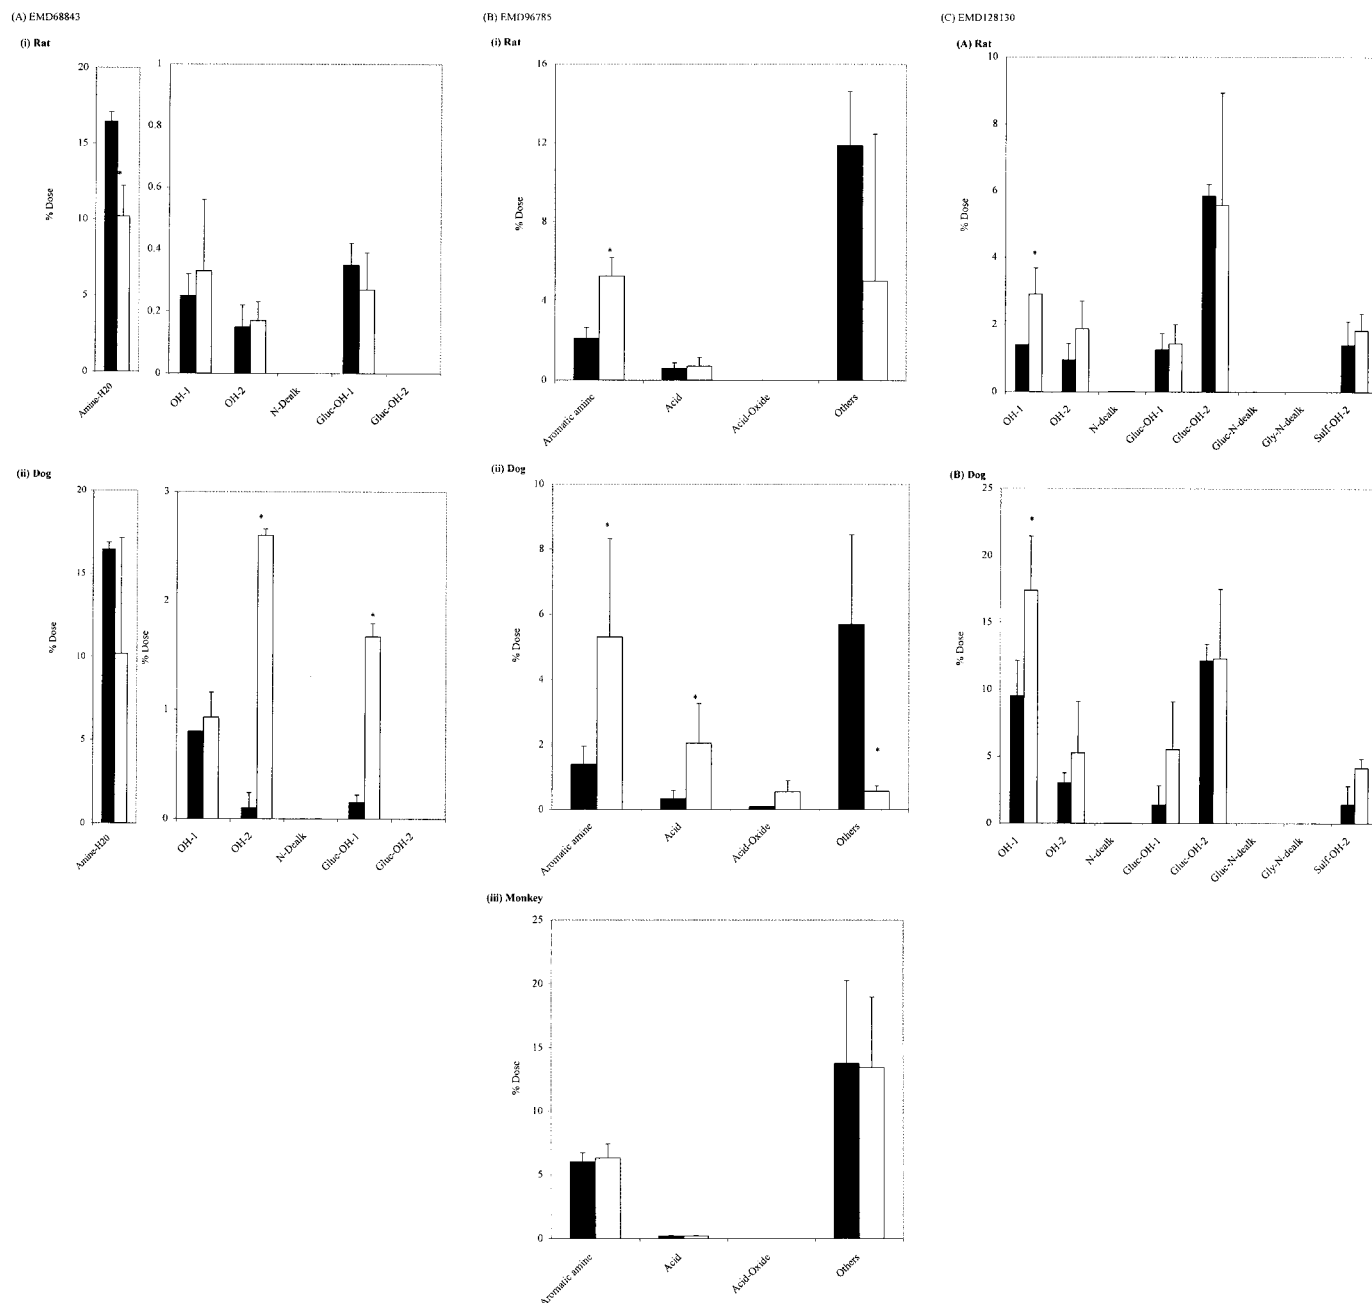 (A) EMD68843
(i) Rat
20
15
10
5
0
% Dose
*
Amine-H20
1
0.8
0.6
0.4
0.2
0
OH-1
OH-2
N-Dealk
Gluc-OH-1
Gluc-OH-2
(ii) Dog
20
15
10
5
0
% Dose
Amine-H20
3
2
1
0
% Dose
*
*
OH-1
OH-2
N-Dealk
Gluc-OH-1
Gluc-OH-2
(B) EMD96785
(i) Rat
16
12
8
4
0
% Dose
*
Aromatic amine
Acid
Acid-Oxide
Others
(ii) Dog
10
8
6
4
2
0
% Dose
*
*
*
Aromatic amine
Acid
Acid-Oxide
Others
(iii) Monkey
25
20
15
10
5
0
% Dose
Aromatic amine
Acid
Acid-Oxide
Others
(C) EMD128130
(A) Rat
10
8
6
4
2
0
% Dose
*
OH-1
OH-2
N-dealk
Gluc-OH-1
Gluc-OH-2
Gluc-N-dealk
Gly-N-dealk
Sulf-OH-2
(B) Dog
25
20
15
10
5
0
% Dose
*
OH-1
OH-2
N-dealk
Gluc-OH-1
Gluc-OH-2
Gluc-N-dealk
Gly-N-dealk
Sulf-OH-2